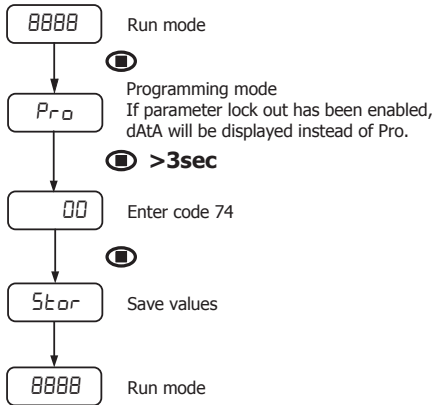 8888
Run mode
Pro
Programming mode
If parameter lock out has been enabled,
dAtA will be displayed instead of Pro.
>3sec
00
Enter code 74
Stor
Save values
8888
Run mode